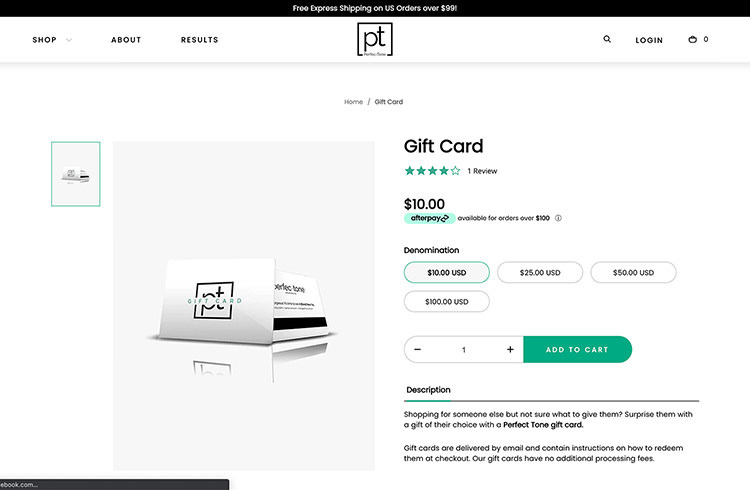 Free Express Shipping on US Orders over $99!
SHOP
ABOUT
RESULTS
pt
Perfect Tone
LOGIN
0
Home / Gift Card
Gift Card
1 Review
$10.00
afterpay available for orders over $100
Denomination
$10.00 USD
$25.00 USD
$50.00 USD
$100.00 USD
− 1 +
ADD TO CART
pt
GIFT CARD
perfec tone
Description
Shopping for someone else but not sure what to give them? Surprise them with
a gift of their choice with a Perfect Tone gift card.
Gift cards are delivered by email and contain instructions on how to redeem
them at checkout. Our gift cards have no additional processing fees.
ebook.com...